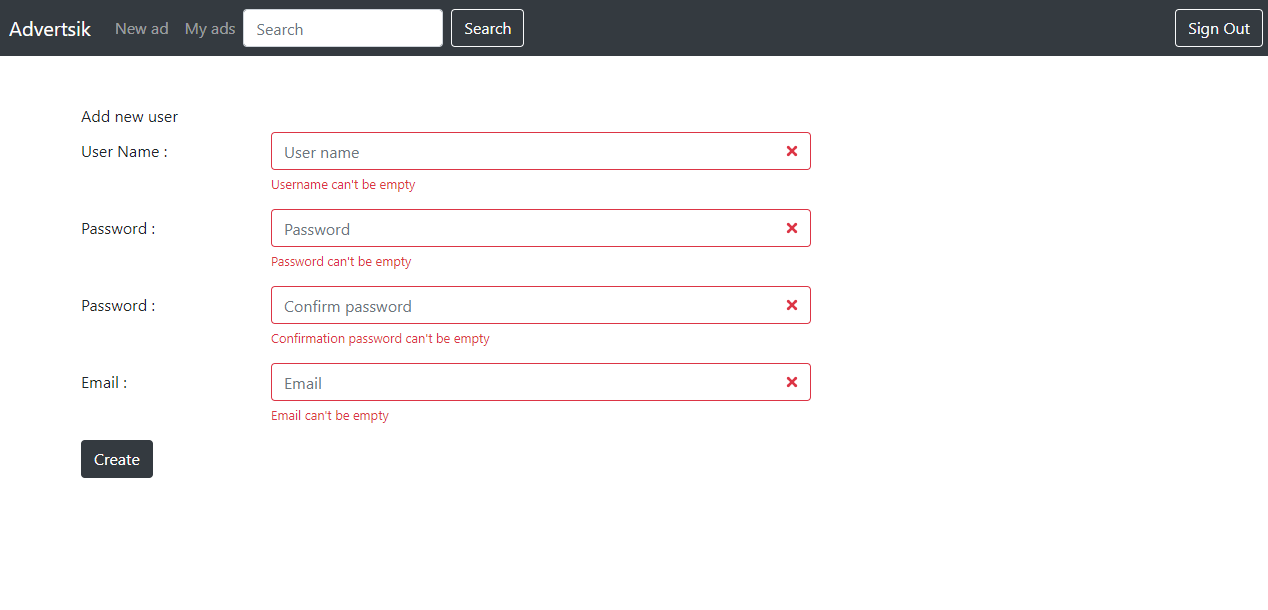 Advertsik New ad My ads Search Search Sign Out
Add new user
User Name : User name
Username can't be empty
Password : Password
Password can't be empty
Password : Confirm password
Confirmation password can't be empty
Email : Email
Email can't be empty
Create